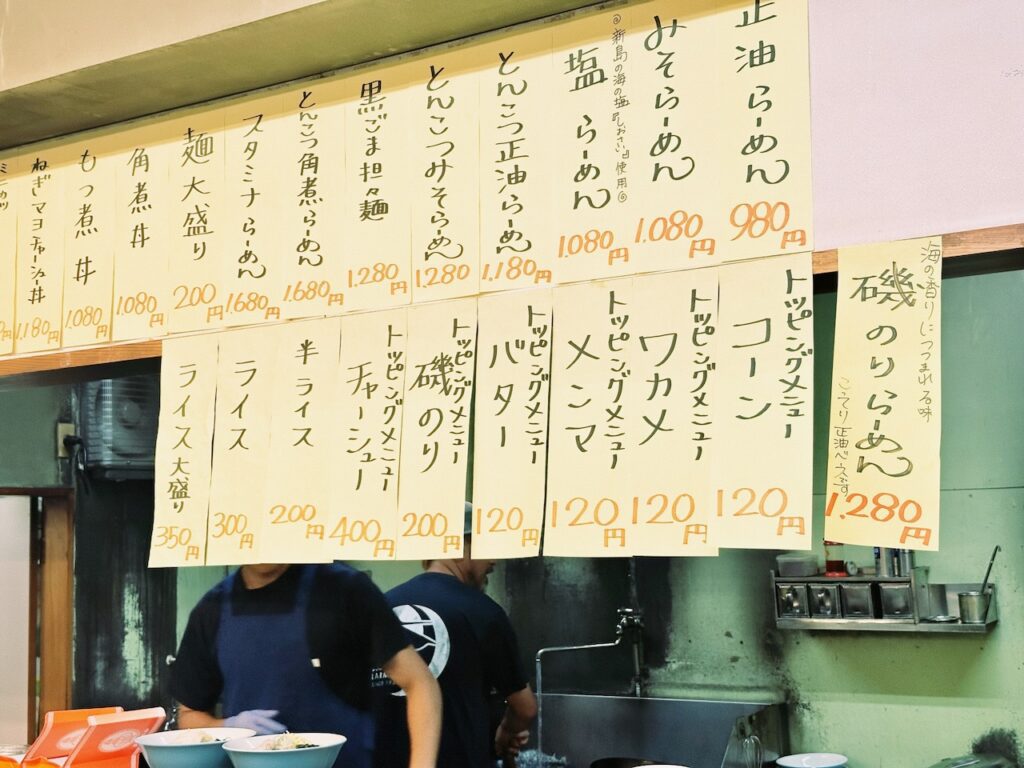 正油らーめん
980円
みそらーめん
1.080円
◎新島の海の塩『しおさい』使用◎
塩らーめん
1.080円
とんこつ正油らーめん
1.180円
とんこつみそらーめん
1.280円
黒ごま担々麺
1.280円
とんこつ角煮らーめん
1.680円
スタミナらーめん
1.680円
麺大盛り
200円
角煮丼
1.080円
もつ煮丼
1.080円
ねぎマヨチャーシュー丼
1.180円
海の香りにつつまれる味
磯のりらーめん
こってり正油ベースです
1.280円
トッピングメニュー
コーン
120円
トッピングメニュー
ワカメ
120円
トッピングメニュー
メンマ
120円
トッピングメニュー
バター
120円
トッピングメニュー
磯のり
200円
トッピングメニュー
チャーシュー
400円
半ライス
200円
ライス
300円
ライス大盛り
350円